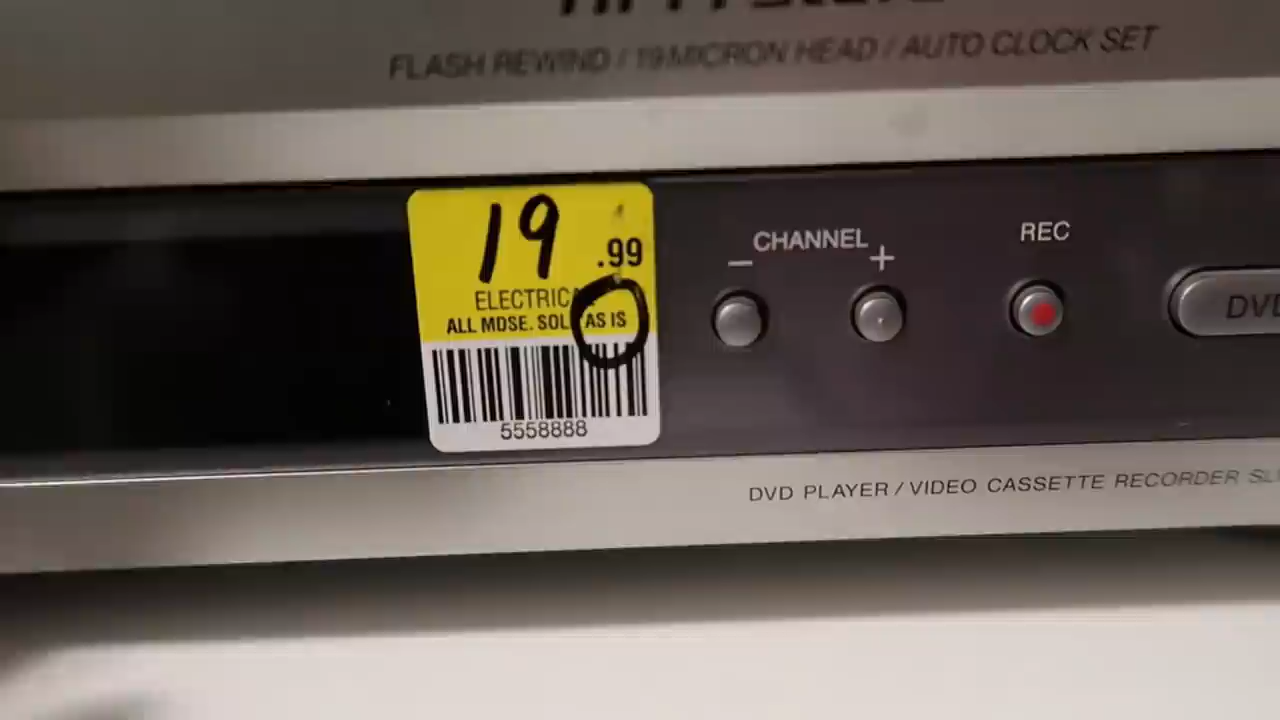 FLASH REWIND / 19 MICRON HEAD / AUTO CLOCK SET
19 .99
ELECTRICA
ALL MDSE. SOL AS IS
5558888
— CHANNEL +
REC
DVD
DVD PLAYER / VIDEO CASSETTE RECORDER